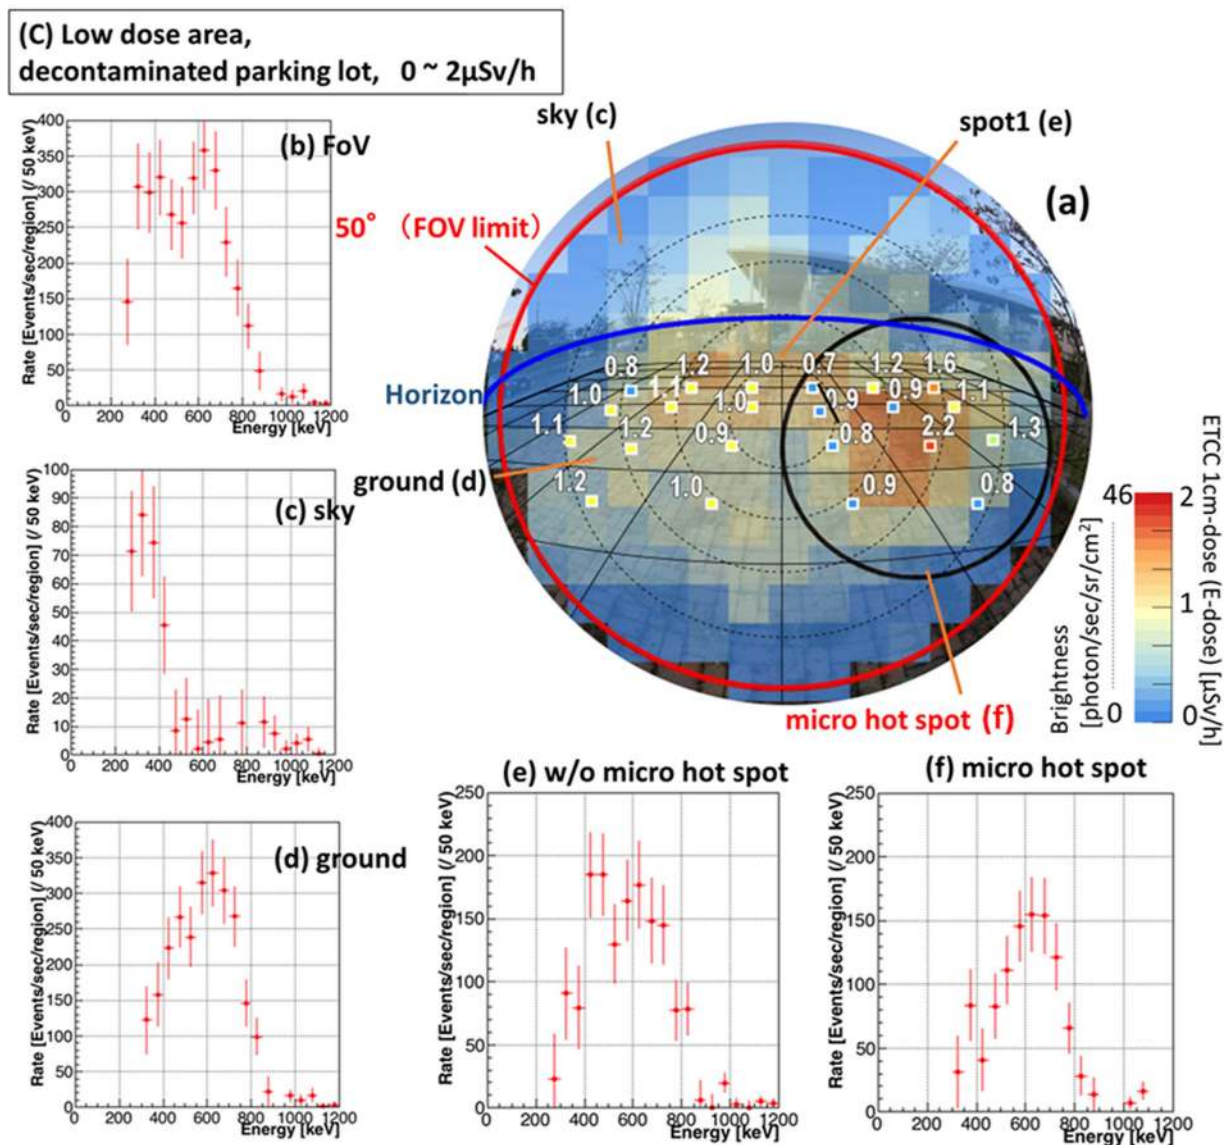 (C) Low dose area,
decontaminated parking lot, 0 ~ 2μSv/h
(b) FoV
Rate [Events/sec/region] (/ 50 keV)
400
350
300
250
200
150
100
50
0
0 200 400 600 800 1000 1200
Energy [keV]
sky (c)
spot1 (e)
(a)
50° (FOV limit)
Horizon
ground (d)
0.8 1.2 1.0 0.7 1.2 1.6
1.0 1.1 1.0 0.9 0.9 1.1
1.1 1.2 0.9 0.8 2.2 1.3
1.2 1.0 0.9 0.8
micro hot spot (f)
46 2
1
0 0
Brightness
[photon/sec/sr/cm²]
ETCC 1cm-dose (E-dose) [μSv/h]
(c) sky
Rate [Events/sec/region] (/ 50 keV)
100
90
80
70
60
50
40
30
20
10
0
0 200 400 600 800 1000 1200
Energy [keV]
(d) ground
Rate [Events/sec/region] (/ 50 keV)
400
350
300
250
200
150
100
50
0
0 200 400 600 800 1000 1200
Energy [keV]
(e) w/o micro hot spot
Rate [Events/sec/region] (/ 50 keV)
250
200
150
100
50
0
0 200 400 600 800 1000 1200
Energy [keV]
(f) micro hot spot
Rate [Events/sec/region] (/ 50 keV)
250
200
150
100
50
0
0 200 400 600 800 1000 1200
Energy [keV]